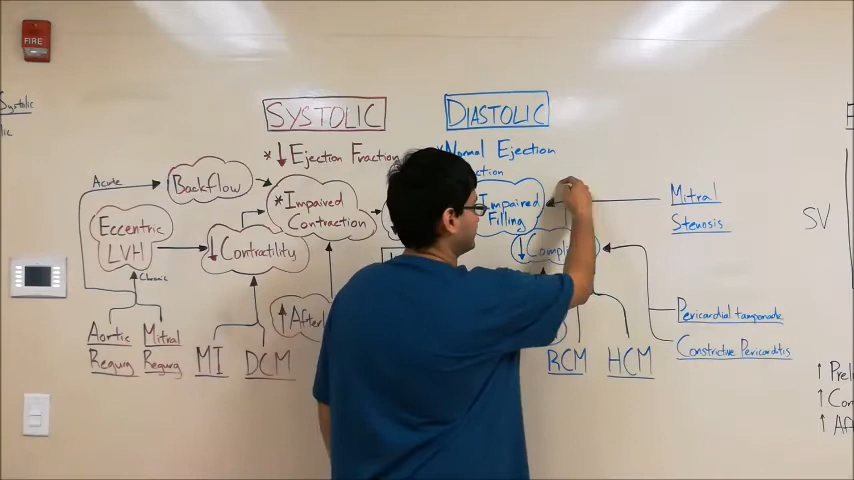 FIRE
Systolic
SYSTOLIC
DIASTOLIC
* ↓ Ejection Fraction
Normal Ejection
Acute
Backflow
* Impaired
Contraction
Impaired
Filling
Mitral
Stenosis
SV
Eccentric
LVH
↓ Contractility
↓
Chronic
Aortic
Regurg
Mitral
Regurg
MI
DCM
↑
RCM
HCM
Pericardial tamponade
Constrictive Pericarditis
↑
↑
↑